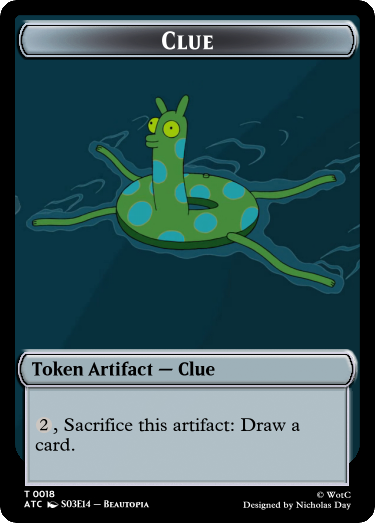 Clue
Token Artifact — Clue
2, Sacrifice this artifact: Draw a
card.
T 0018
ATC S03E14 – Beautopia
© WotC
Designed by Nicholas Day